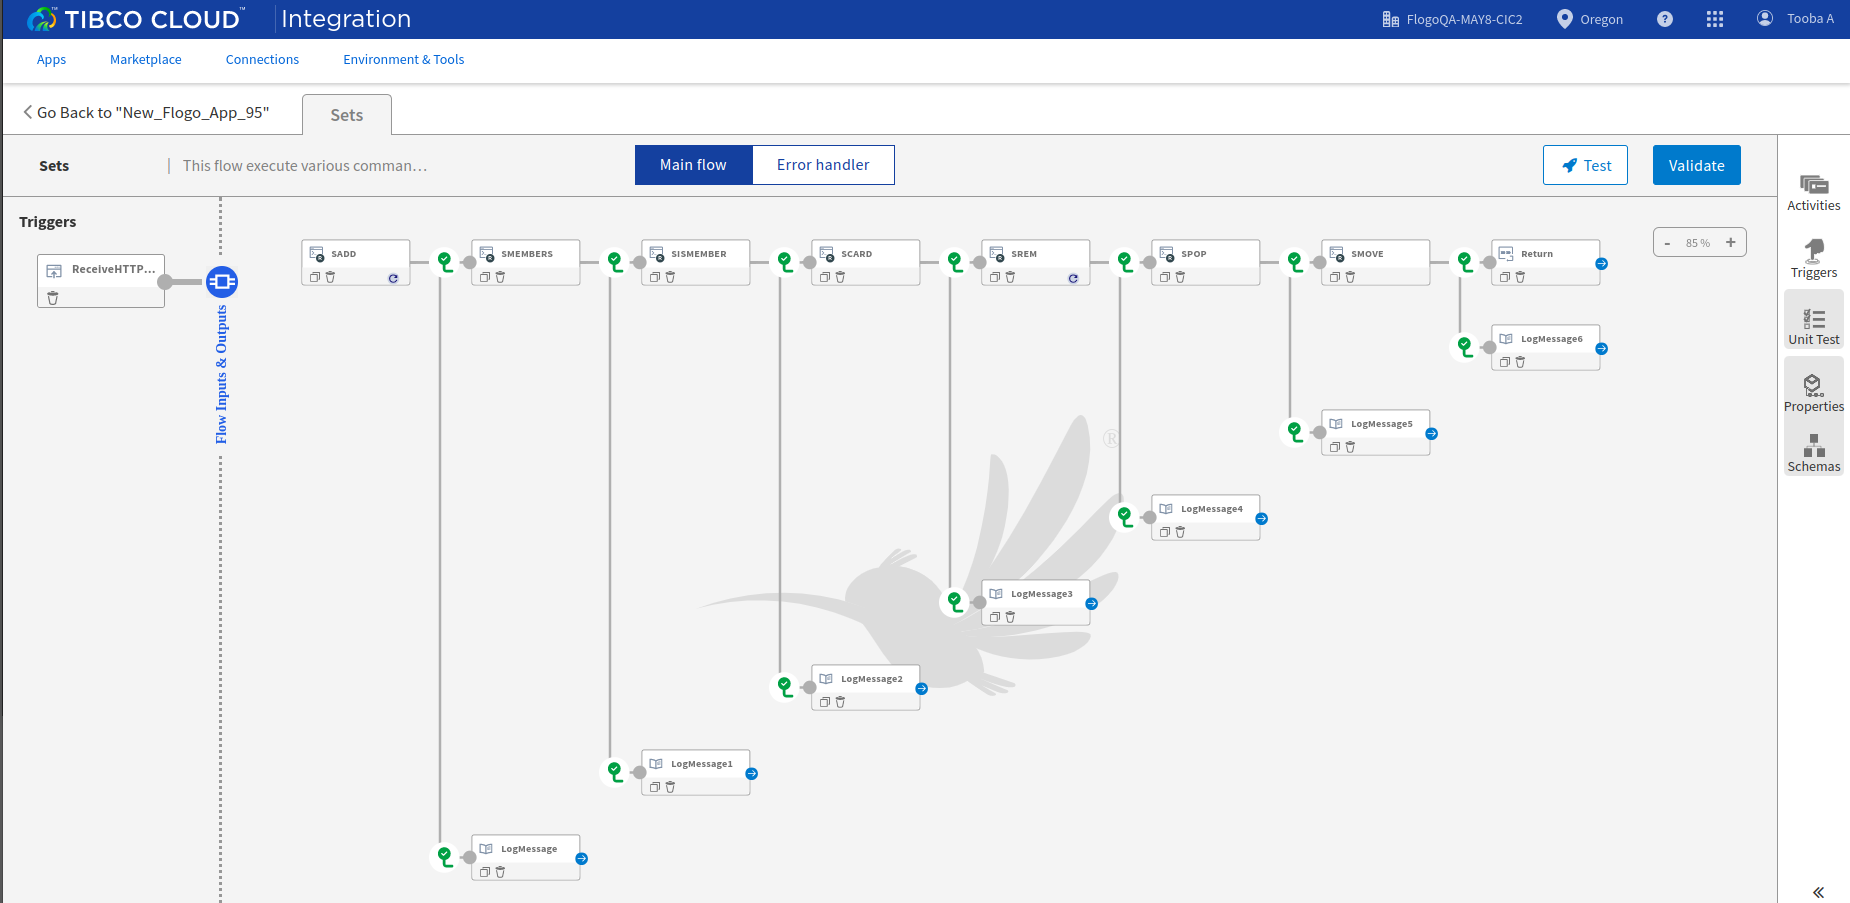 TIBCO CLOUD™ Integration
FlogoQA-MAY8-CIC2
Oregon
?
Tooba A
Apps
Marketplace
Connections
Environment & Tools
Go Back to "New_Flogo_App_95"
Sets
Sets
This flow execute various comman...
Main flow
Error handler
Test
Validate
Triggers
ReceiveHTTP...
Flow Inputs & Outputs
SADD
SMEMBERS
SISMEMBER
SCARD
SREM
SPOP
SMOVE
Return
- 85 % +
LogMessage6
LogMessage5
®
LogMessage4
LogMessage3
LogMessage2
LogMessage1
LogMessage
Activities
Triggers
Unit Test
Properties
Schemas